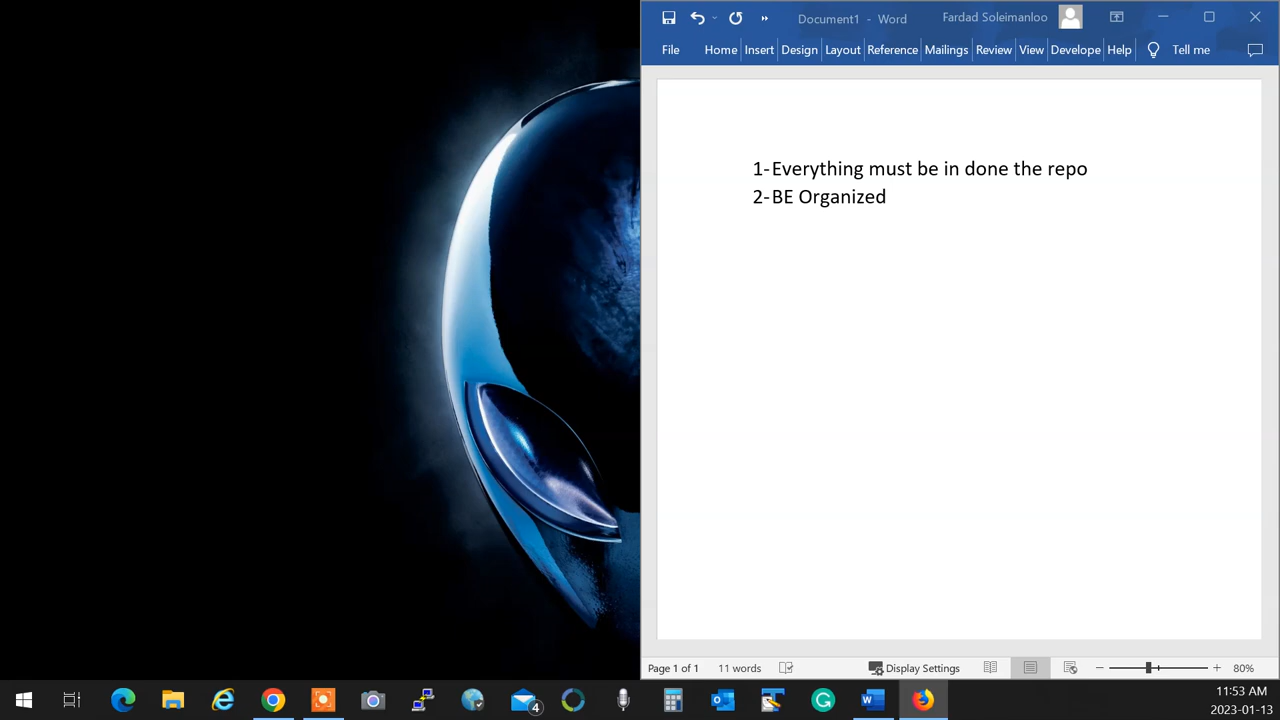 Document1 - Word
Fardad Soleimanloo
File Home Insert Design Layout Reference Mailings Review View Develope Help Tell me
1-Everything must be in done the repo
2-BE Organized
Page 1 of 1 11 words Display Settings 80%
4
11:53 AM
2023-01-13